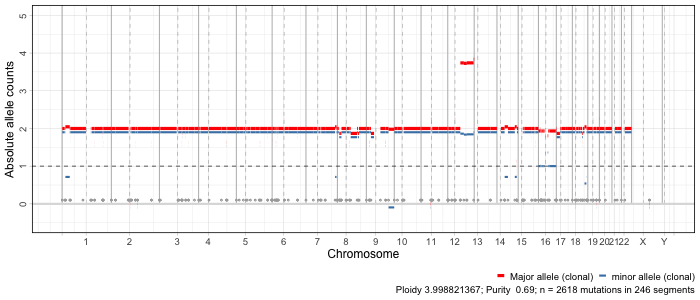 Absolute allele counts
5
4
3
2
1
0
1 2 3 4 5 6 7 8 9 10 11 12 13 14 15 16 17 18 19 20 21 22 X Y
Chromosome
Major allele (clonal) minor allele (clonal)
Ploidy 3.998821367; Purity 0.69; n = 2618 mutations in 246 segments